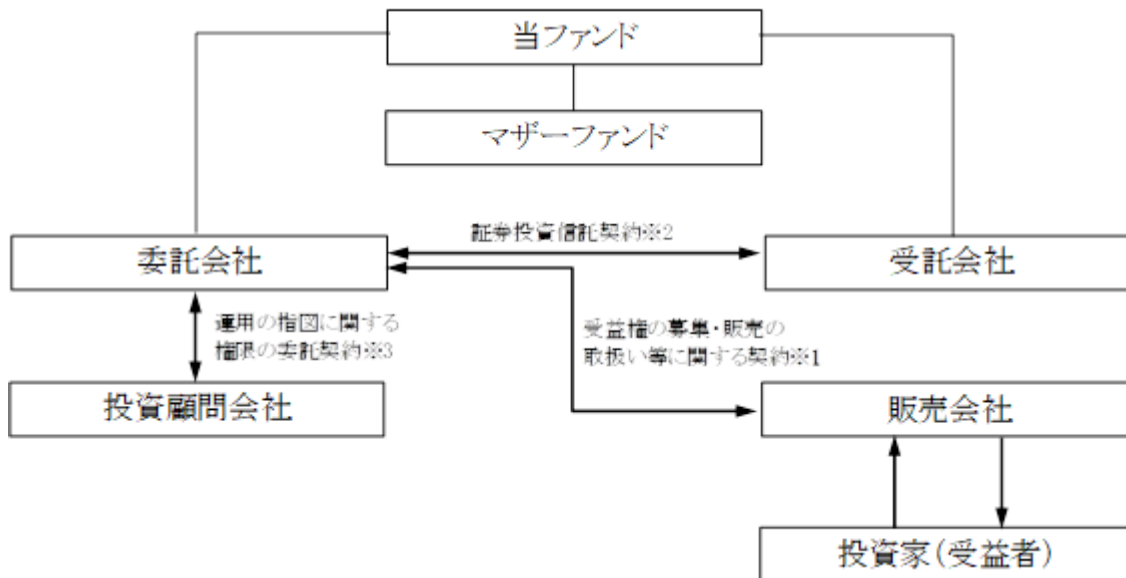 当ファンド
マザーファンド
証券投資信託契約※2
委託会社
受託会社
運用の指図に関する
権限の委託契約※3
受益権の募集・販売の
取扱い等に関する契約※1
投資顧問会社
販売会社
投資家(受益者)